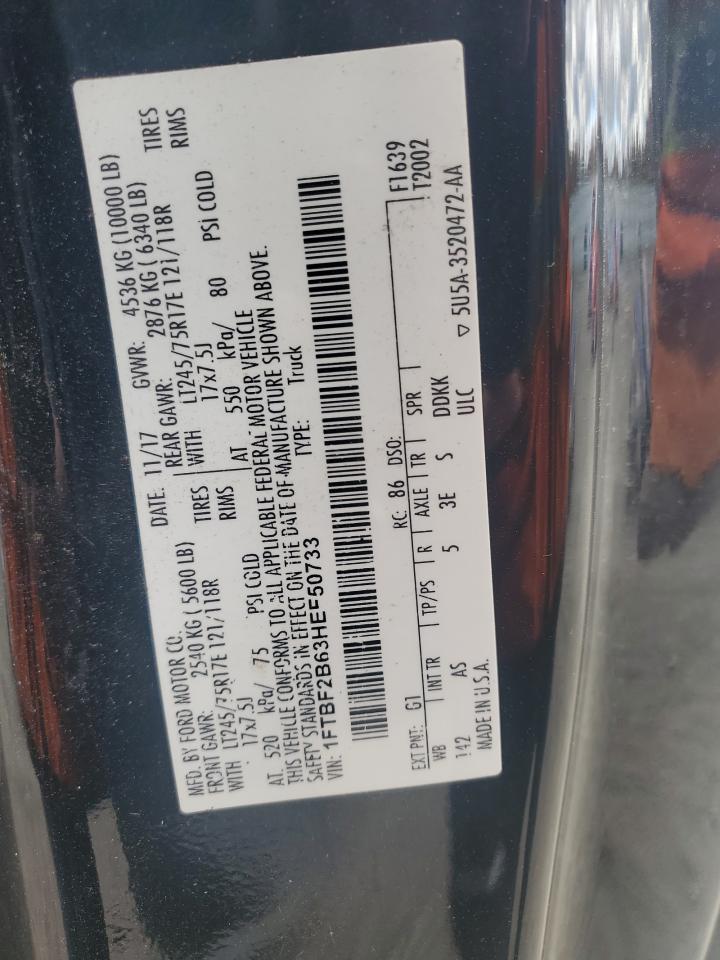 MFD. BY FORD MOTOR CO.
DATE: 11/17 GVWR: 4536 KG (10000 LB)
FRONT GAWR: 2540 KG ( 5600 LB)
REAR GAWR: 2876 KG ( 6340 LB)
WITH LT245/75R17E 121/118R TIRES
WITH LT245/75R17E 121/118R TIRES
17x7.5J RIMS
17x7.5J RIMS
AT 520 kPa/ 75 PSI COLD
AT 550 kPa/ 80 PSI COLD
THIS VEHICLE CONFORMS TO ALL APPLICABLE FEDERAL MOTOR VEHICLE
SAFETY STANDARDS IN EFFECT ON THE DATE OF MANUFACTURE SHOWN ABOVE.
VIN: 1FTBF2B63HEF50733 TYPE: Truck
EXT PNT: G1 RC: 86 DSO: F1639
WB INT TR TP/PS R AXLE TR SPR T2002
142 AS 5 3E S DDKK
MADE IN U.S.A. ULC ▽ 5U5A-3520472-AA